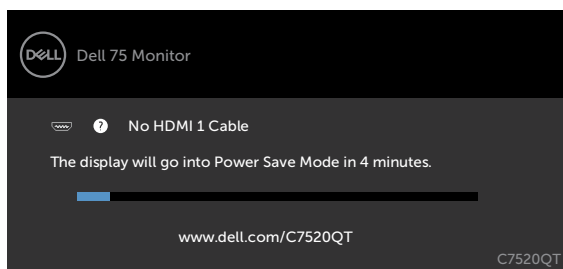 DELL Dell 75 Monitor
? No HDMI 1 Cable
The display will go into Power Save Mode in 4 minutes.
www.dell.com/C7520QT
C7520QT